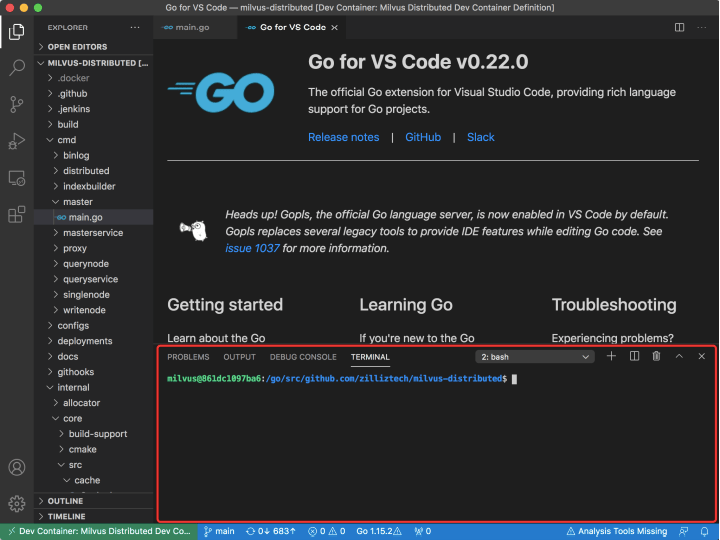 Go for VS Code — milvus-distributed [Dev Container: Milvus Distributed Dev Container Definition]
EXPLORER
OPEN EDITORS
MILVUS-DISTRIBUTED [...
.docker
.github
.jenkins
build
cmd
binlog
distributed
indexbuilder
master
GO main.go
masterservice
proxy
querynode
queryservice
singlenode
writenode
configs
deployments
docs
githooks
internal
allocator
core
build-support
cmake
src
cache
OUTLINE
TIMELINE
GO main.go
GO Go for VS Code
GO
Go for VS Code v0.22.0
The official Go extension for Visual Studio Code, providing rich language
support for Go projects.
Release notes | GitHub | Slack
Heads up! Gopls, the official Go language server, is now enabled in VS Code by default.
Gopls replaces several legacy tools to provide IDE features while editing Go code. See
issue 1037 for more information.
Getting started
Learning Go
Troubleshooting
Learn about the Go
If you're new to the Go
Experiencing problems?
PROBLEMS OUTPUT DEBUG CONSOLE TERMINAL 2: bash
milvus@861dc1097ba6:/go/src/github.com/zilliztech/milvus-distributed$
Dev Container: Milvus Distributed Dev Co... main 0↓ 683↑ 0 0 Go 1.15.2 0 Analysis Tools Missing